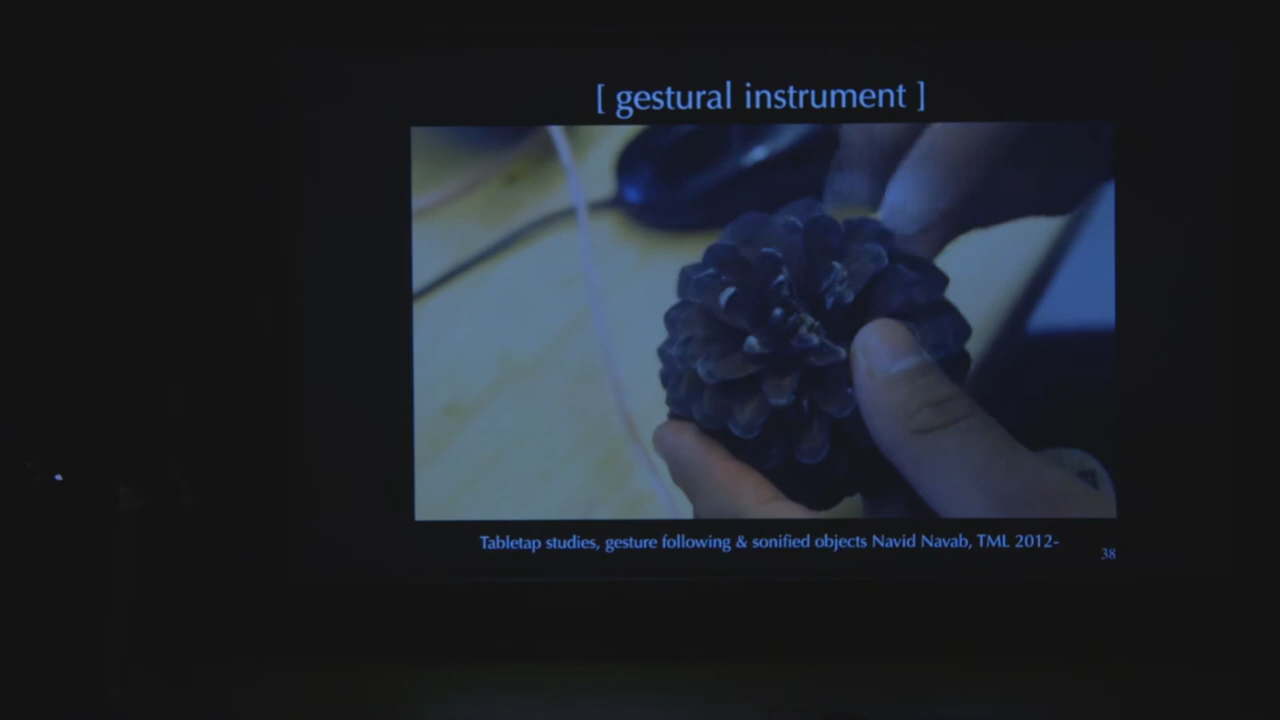 [ gestural instrument ]
Tabletap studies, gesture following & sonified objects Navid Navab, TML 2012-
38